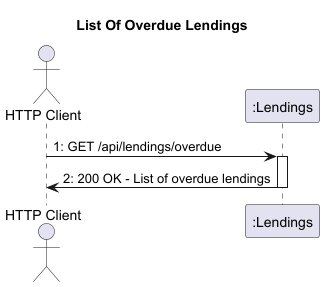 List Of Overdue Lendings
HTTP Client
:Lendings
1: GET /api/lendings/overdue
2: 200 OK - List of overdue lendings
HTTP Client
:Lendings